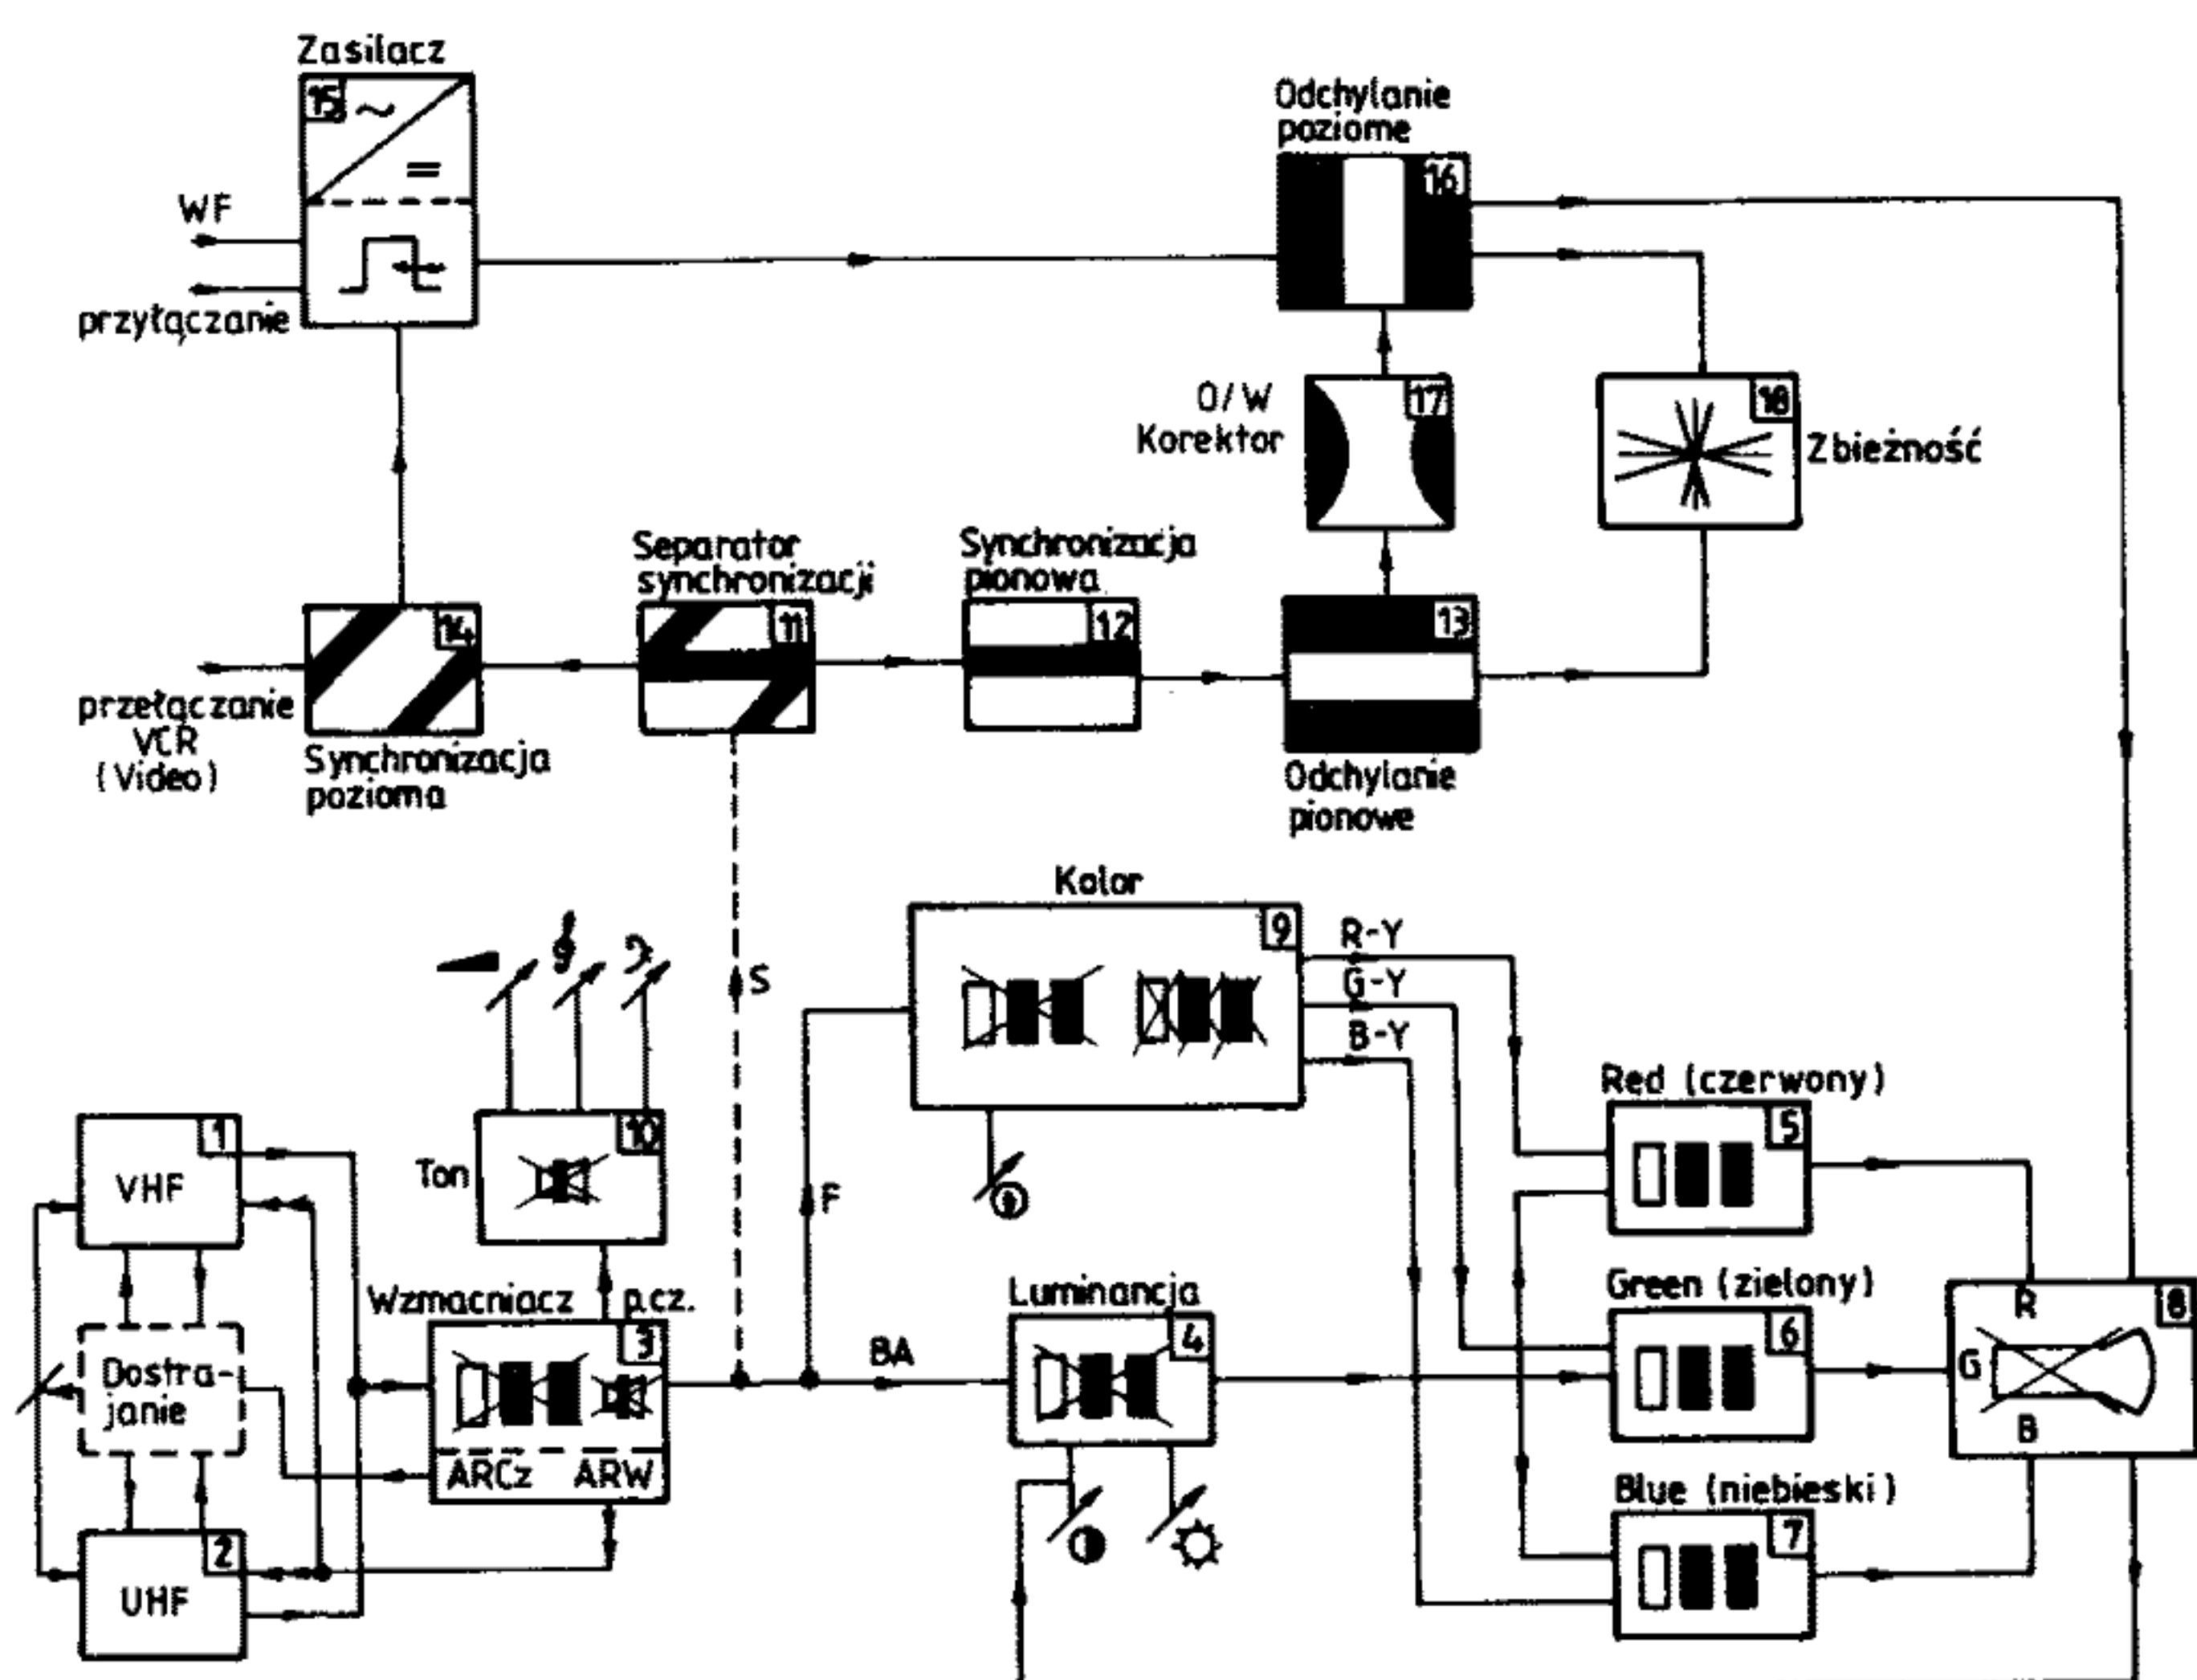 Zasilacz
15
WF
przyłączanie
Odchylanie
poziome
16
O/W
Korektor
17
18
Zbieżność
Separator
synchronizacji
Synchronizacja
pionowa
14
11
12
13
przełączanie
VCR
(Video)
Synchronizacja
pozioma
Odchylanie
pionowe
Kolor
9
R-Y
G-Y
B-Y
S
F
Ton
10
1
VHF
Dostra-
janie
2
UHF
Wzmacniacz p.cz.
3
ARCz ARW
BA
Luminancja
4
Red (czerwony)
5
Green (zielony)
6
Blue (niebieski)
7
8
R
G
B